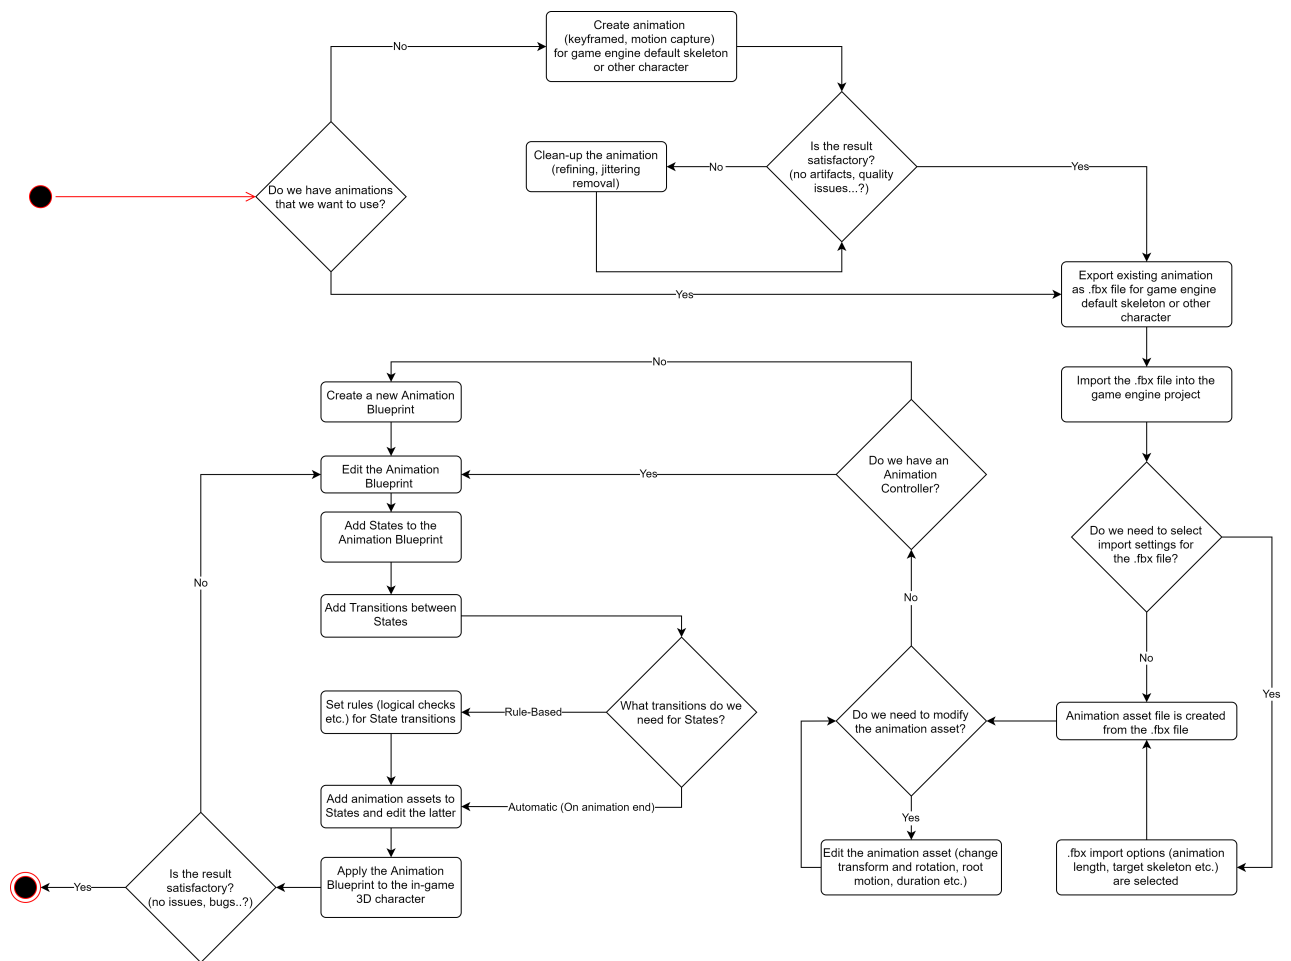 Create animation
(keyframed, motion capture)
for game engine default skeleton
or other character
No
Is the result
satisfactory?
(no artifacts, quality
issues...?)
Clean-up the animation
(refining, jittering
removal)
No
Yes
Do we have animations
that we want to use?
Yes
Export existing animation
as .fbx file for game engine
default skeleton or other
character
No
Create a new Animation
Blueprint
Import the .fbx file into the
game engine project
Edit the Animation
Blueprint
Yes
Do we have an
Animation
Controller?
Add States to the
Animation Blueprint
Do we need to select
import settings for
the .fbx file?
No
No
Add Transitions between
States
No
Yes
Set rules (logical checks
etc.) for State transitions
Rule-Based
What transitions do we
need for States?
Do we need to modify
the animation asset?
Animation asset file is created
from the .fbx file
Add animation assets to
States and edit the latter
Automatic (On animation end)
Yes
Is the result
satisfactory?
(no issues, bugs..?)
Yes
Apply the Animation
Blueprint to the in-game
3D character
Edit the animation asset (change
transform and rotation, root
motion, duration etc.)
.fbx import options (animation
length, target skeleton etc.)
are selected